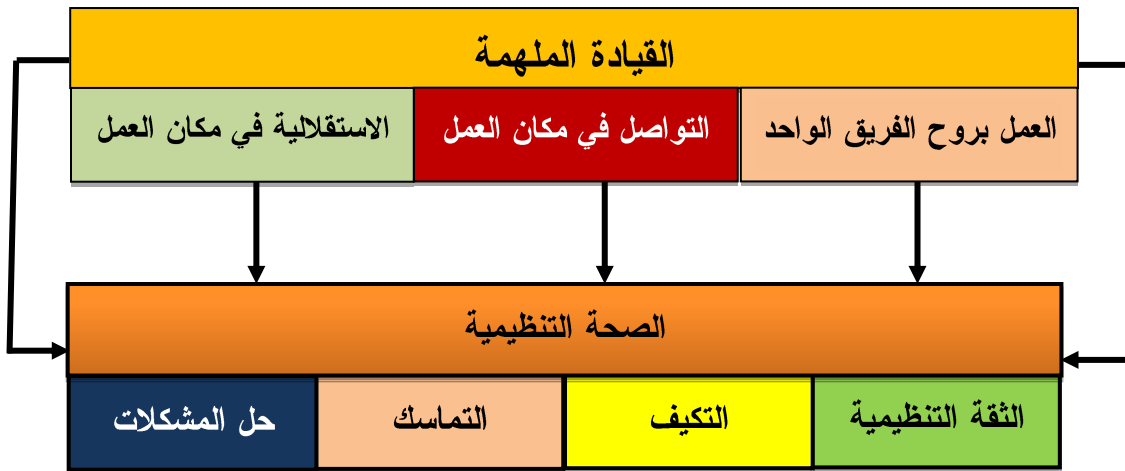 القيادة الملهمة
العمل بروح الفريق الواحد
التواصل في مكان العمل
الاستقلالية في مكان العمل
الصحة التنظيمية
الثقة التنظيمية
التكيف
التماسك
حل المشكلات